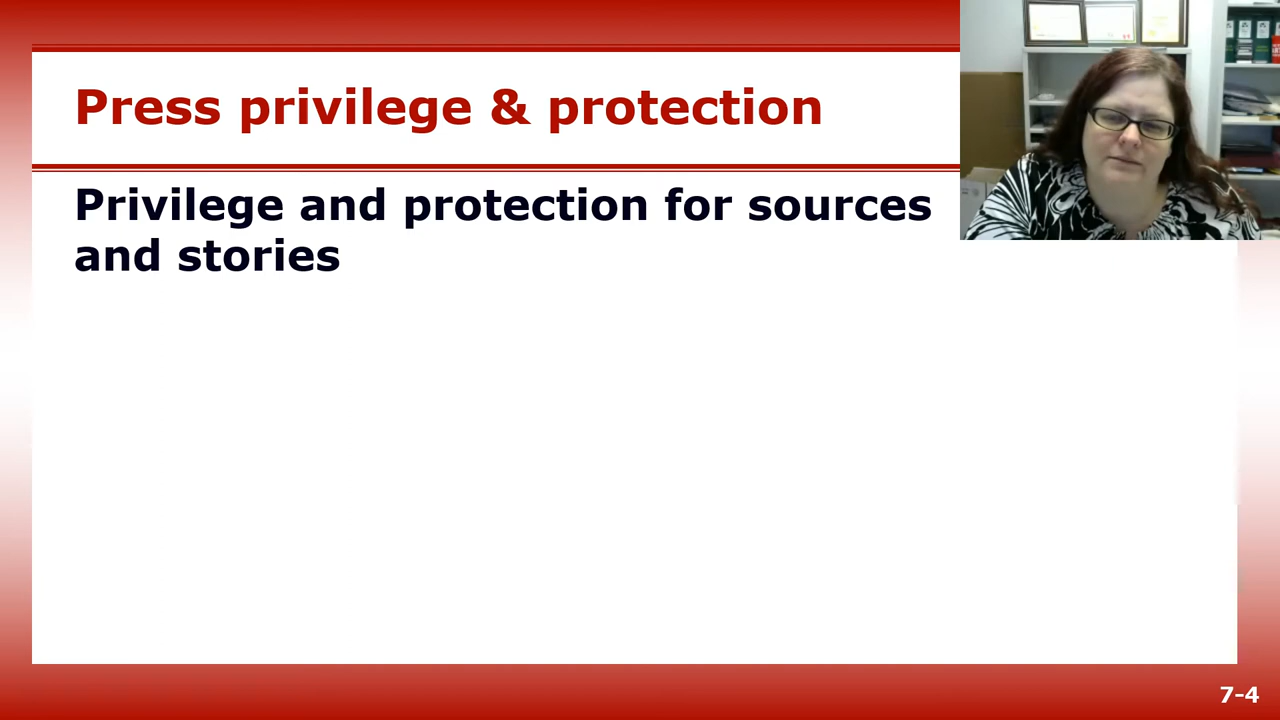 Press privilege & protection
Privilege and protection for sources
and stories
7-4